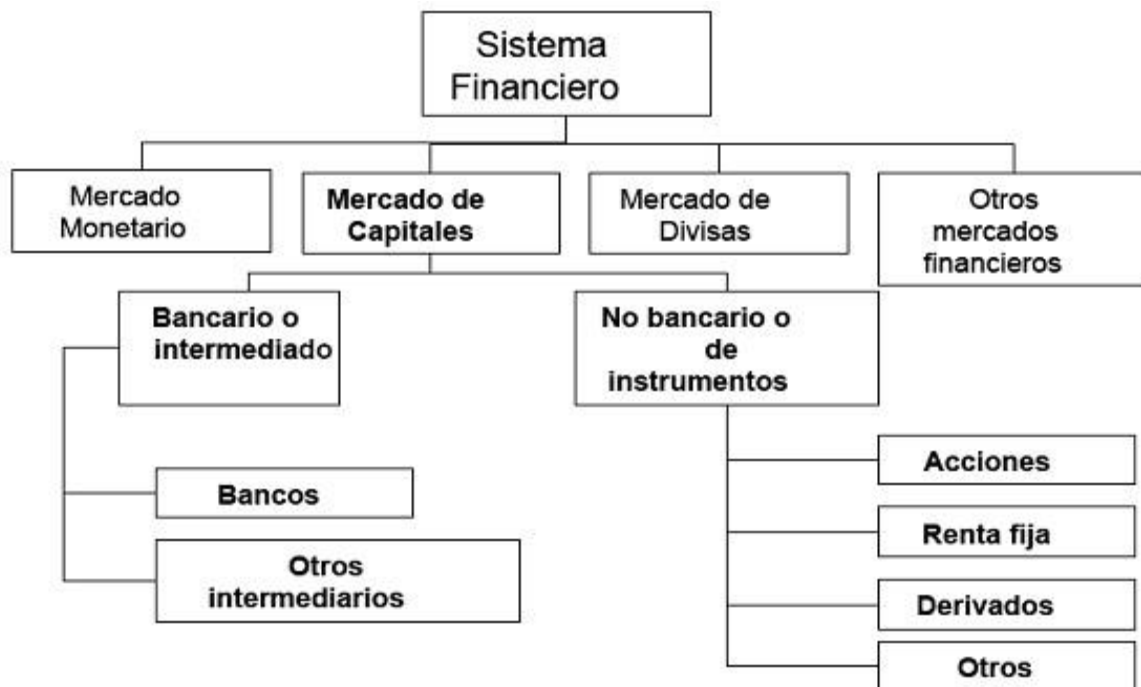 Sistema
Financiero
Mercado
Monetario
Mercado de
Capitales
Mercado de
Divisas
Otros
mercados
financieros
Bancario o
intermediado
No bancario o
de
instrumentos
Bancos
Otros
intermediarios
Acciones
Renta fija
Derivados
Otros